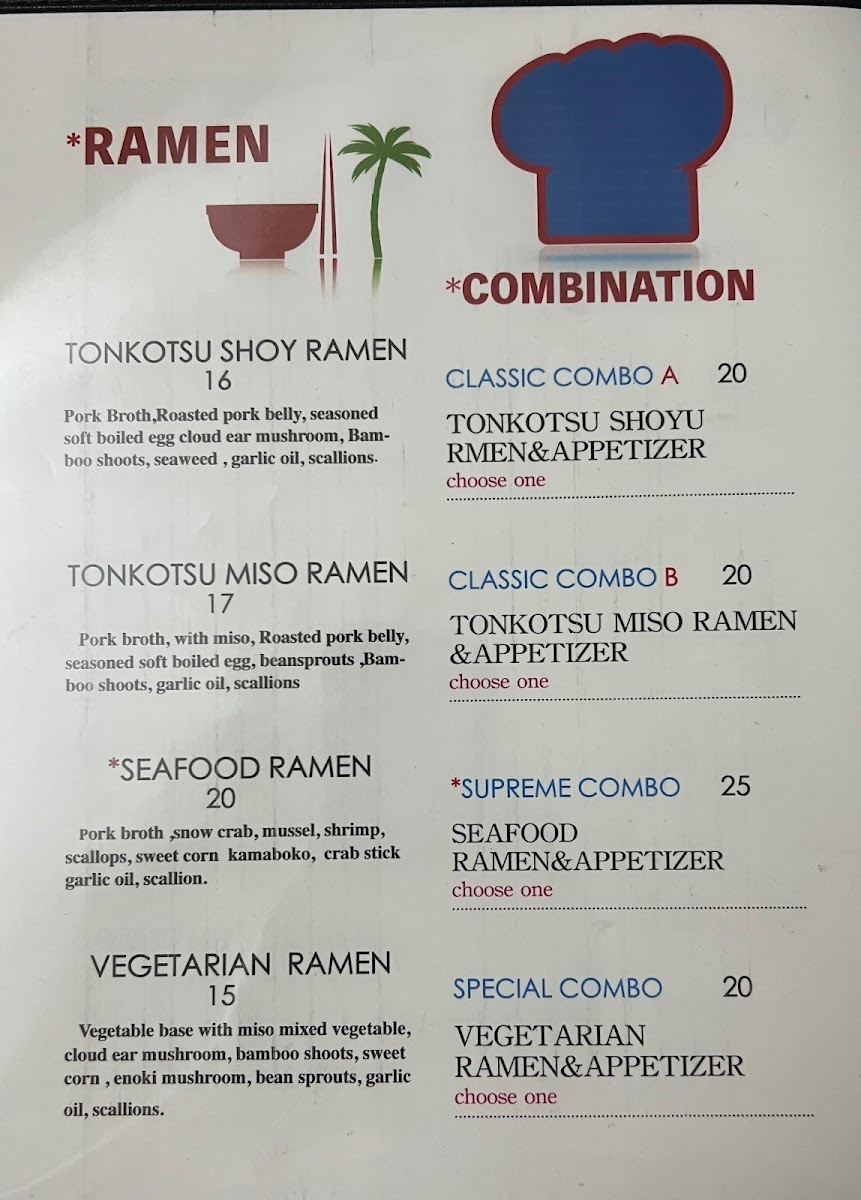 *RAMEN
TONKOTSU SHOY RAMEN
16
Pork Broth,Roasted pork belly, seasoned
soft boiled egg cloud ear mushroom, Bam-
boo shoots, seaweed , garlic oil, scallions.
TONKOTSU MISO RAMEN
17
Pork broth, with miso, Roasted pork belly,
seasoned soft boiled egg, beansprouts ,Bam-
boo shoots, garlic oil, scallions
*SEAFOOD RAMEN
20
Pork broth ,snow crab, mussel, shrimp,
scallops, sweet corn kamaboko, crab stick
garlic oil, scallion.
VEGETARIAN RAMEN
15
Vegetable base with miso mixed vegetable,
cloud ear mushroom, bamboo shoots, sweet
corn , enoki mushroom, bean sprouts, garlic
oil, scallions.
*COMBINATION
CLASSIC COMBO A 20
TONKOTSU SHOYU
RMEN&APPETIZER
choose one
CLASSIC COMBO B 20
TONKOTSU MISO RAMEN
&APPETIZER
choose one
*SUPREME COMBO 25
SEAFOOD
RAMEN&APPETIZER
choose one
SPECIAL COMBO 20
VEGETARIAN
RAMEN&APPETIZER
choose one